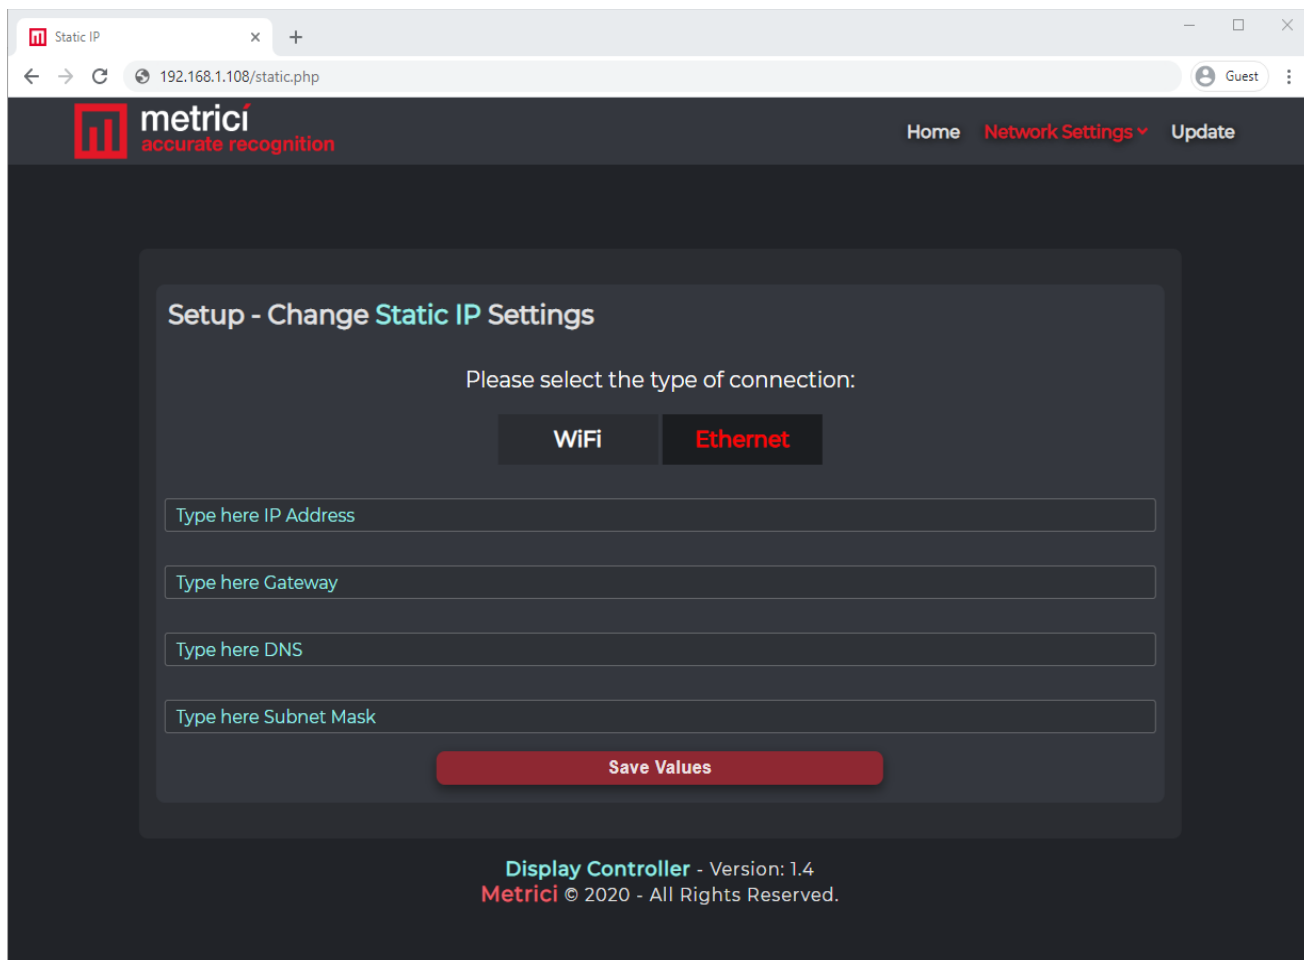 Static IP
192.168.1.108/static.php
Guest
metricí
accurate recognition
Home Network Settings Update
Setup - Change Static IP Settings
Please select the type of connection:
WiFi Ethernet
Type here IP Address
Type here Gateway
Type here DNS
Type here Subnet Mask
Save Values
Display Controller - Version: 1.4
Metrici © 2020 - All Rights Reserved.